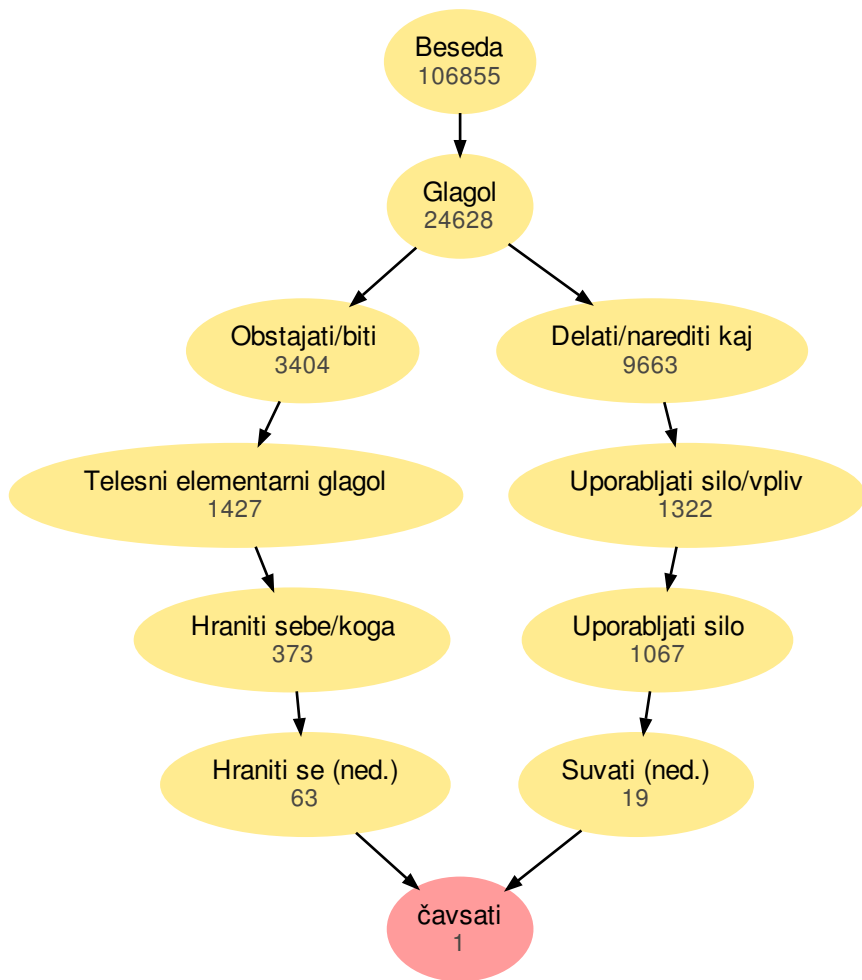 Beseda
106855
Glagol
24628
Obstajati/biti
3404
Delati/narediti kaj
9663
Telesni elementarni glagol
1427
Uporabljati silo/vpliv
1322
Hraniti sebe/koga
373
Uporabljati silo
1067
Hraniti se (ned.)
63
Suvati (ned.)
19
čavsati
1